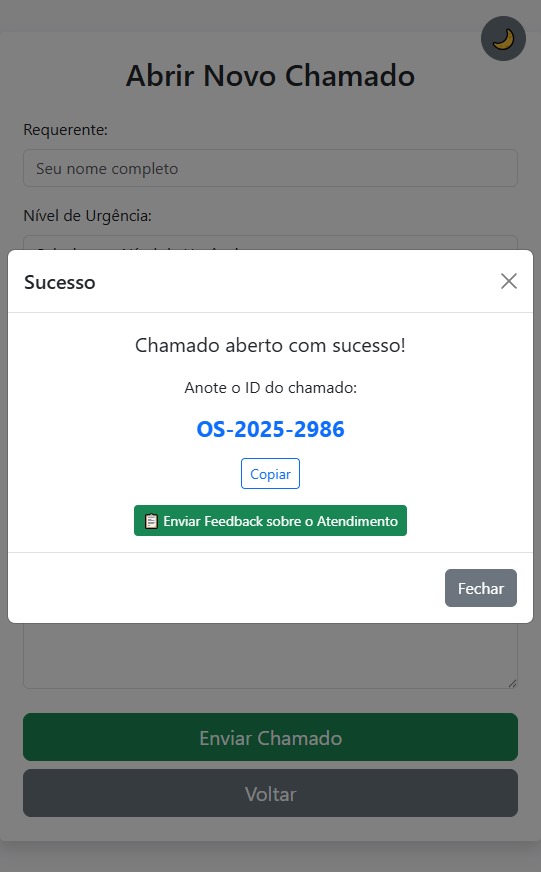 Abrir Novo Chamado
Requerente:
Seu nome completo
Nível de Urgência:
Sucesso
Chamado aberto com sucesso!
Anote o ID do chamado:
OS-2025-2986
Copiar
Enviar Feedback sobre o Atendimento
Fechar
Enviar Chamado
Voltar